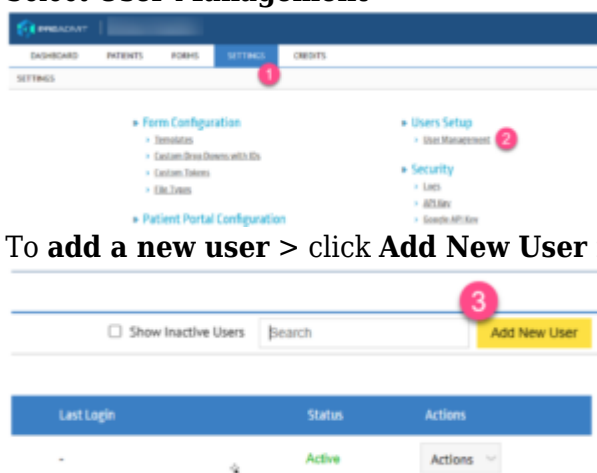 Select User Management
PREADMIT
DASHBOARD PATIENTS FORMS SETTINGS CREDITS
1
SETTINGS
» Form Configuration » Users Setup
› Templates › User Management 2
› Custom Drop Downs with IDs » Security
› Custom Tokens › Logs
› File Types › API Key
» Patient Portal Configuration › Google API Key
To add a new user > click Add New User
3
Show Inactive Users Search Add New User
Last Login Status Actions
- Active Actions